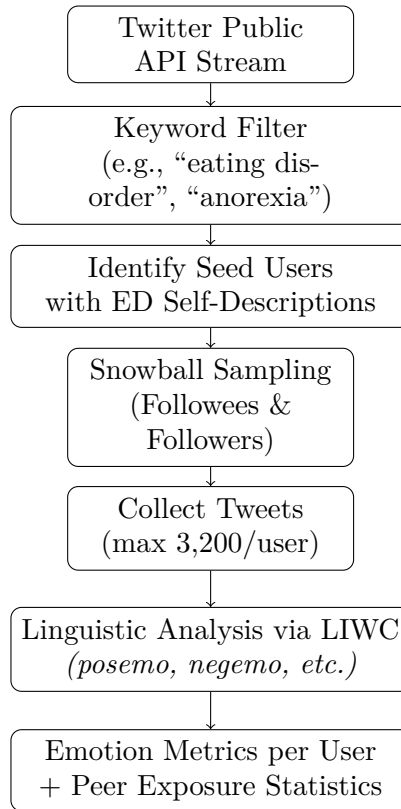 Twitter Public
API Stream
Keyword Filter
(e.g., “eating dis-
order”, “anorexia”)
Identify Seed Users
with ED Self-Descriptions
Snowball Sampling
(Followees &
Followers)
Collect Tweets
(max 3,200/user)
Linguistic Analysis via LIWC
(posemo, negemo, etc.)
Emotion Metrics per User
+ Peer Exposure Statistics